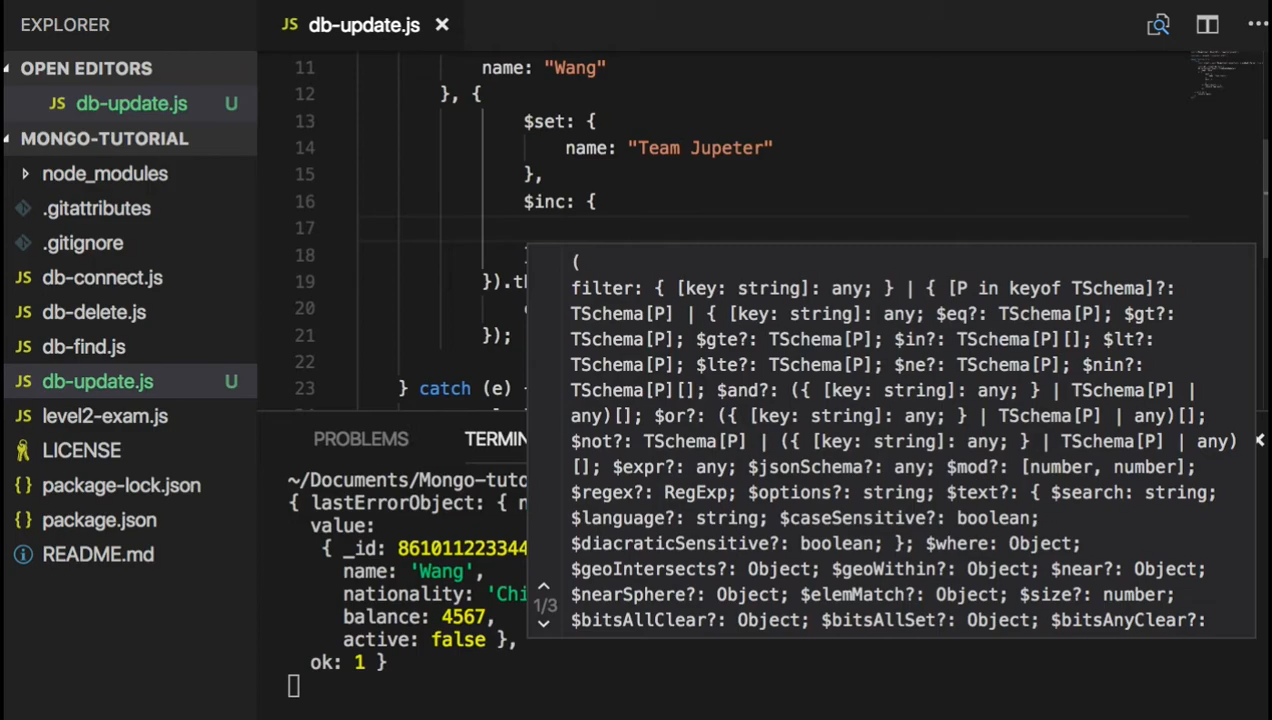 EXPLORER
OPEN EDITORS
JS db-update.js U
MONGO-TUTORIAL
node_modules
.gitattributes
.gitignore
JS db-connect.js
JS db-delete.js
JS db-find.js
JS db-update.js U
JS level2-exam.js
LICENSE
{} package-lock.json
{} package.json
README.md
JS db-update.js ×
11 name: "Wang"
12 }, {
13 $set: {
14 name: "Team Jupeter"
15 },
16 $inc: {
17
18
19 }).th
20
21 });
22
23 } catch (e)
(
filter: { [key: string]: any; } | { [P in keyof TSchema]?:
TSchema[P] | { [key: string]: any; $eq?: TSchema[P]; $gt?:
TSchema[P]; $gte?: TSchema[P]; $in?: TSchema[P][]; $lt?:
TSchema[P]; $lte?: TSchema[P]; $ne?: TSchema[P]; $nin?:
TSchema[P][]; $and?: ({ [key: string]: any; } | TSchema[P] |
any)[]; $or?: ({ [key: string]: any; } | TSchema[P] | any)[];
$not?: TSchema[P] | ({ [key: string]: any; } | TSchema[P] | any)
[]; $expr?: any; $jsonSchema?: any; $mod?: [number, number];
$regex?: RegExp; $options?: string; $text?: { $search: string;
$language?: string; $caseSensitive?: boolean;
$diacraticSensitive?: boolean; }; $where: Object;
$geoIntersects?: Object; $geoWithin?: Object; $near?: Object;
$nearSphere?: Object; $elemMatch?: Object; $size?: number;
$bitsAllClear?: Object; $bitsAllSet?: Object; $bitsAnyClear?:
1/3
PROBLEMS TERMIN
~/Documents/Mongo-tuto
{ lastErrorObject: { n
value:
{ _id: 861011223344
name: 'Wang',
nationality: 'Chi
balance: 4567,
active: false },
ok: 1 }